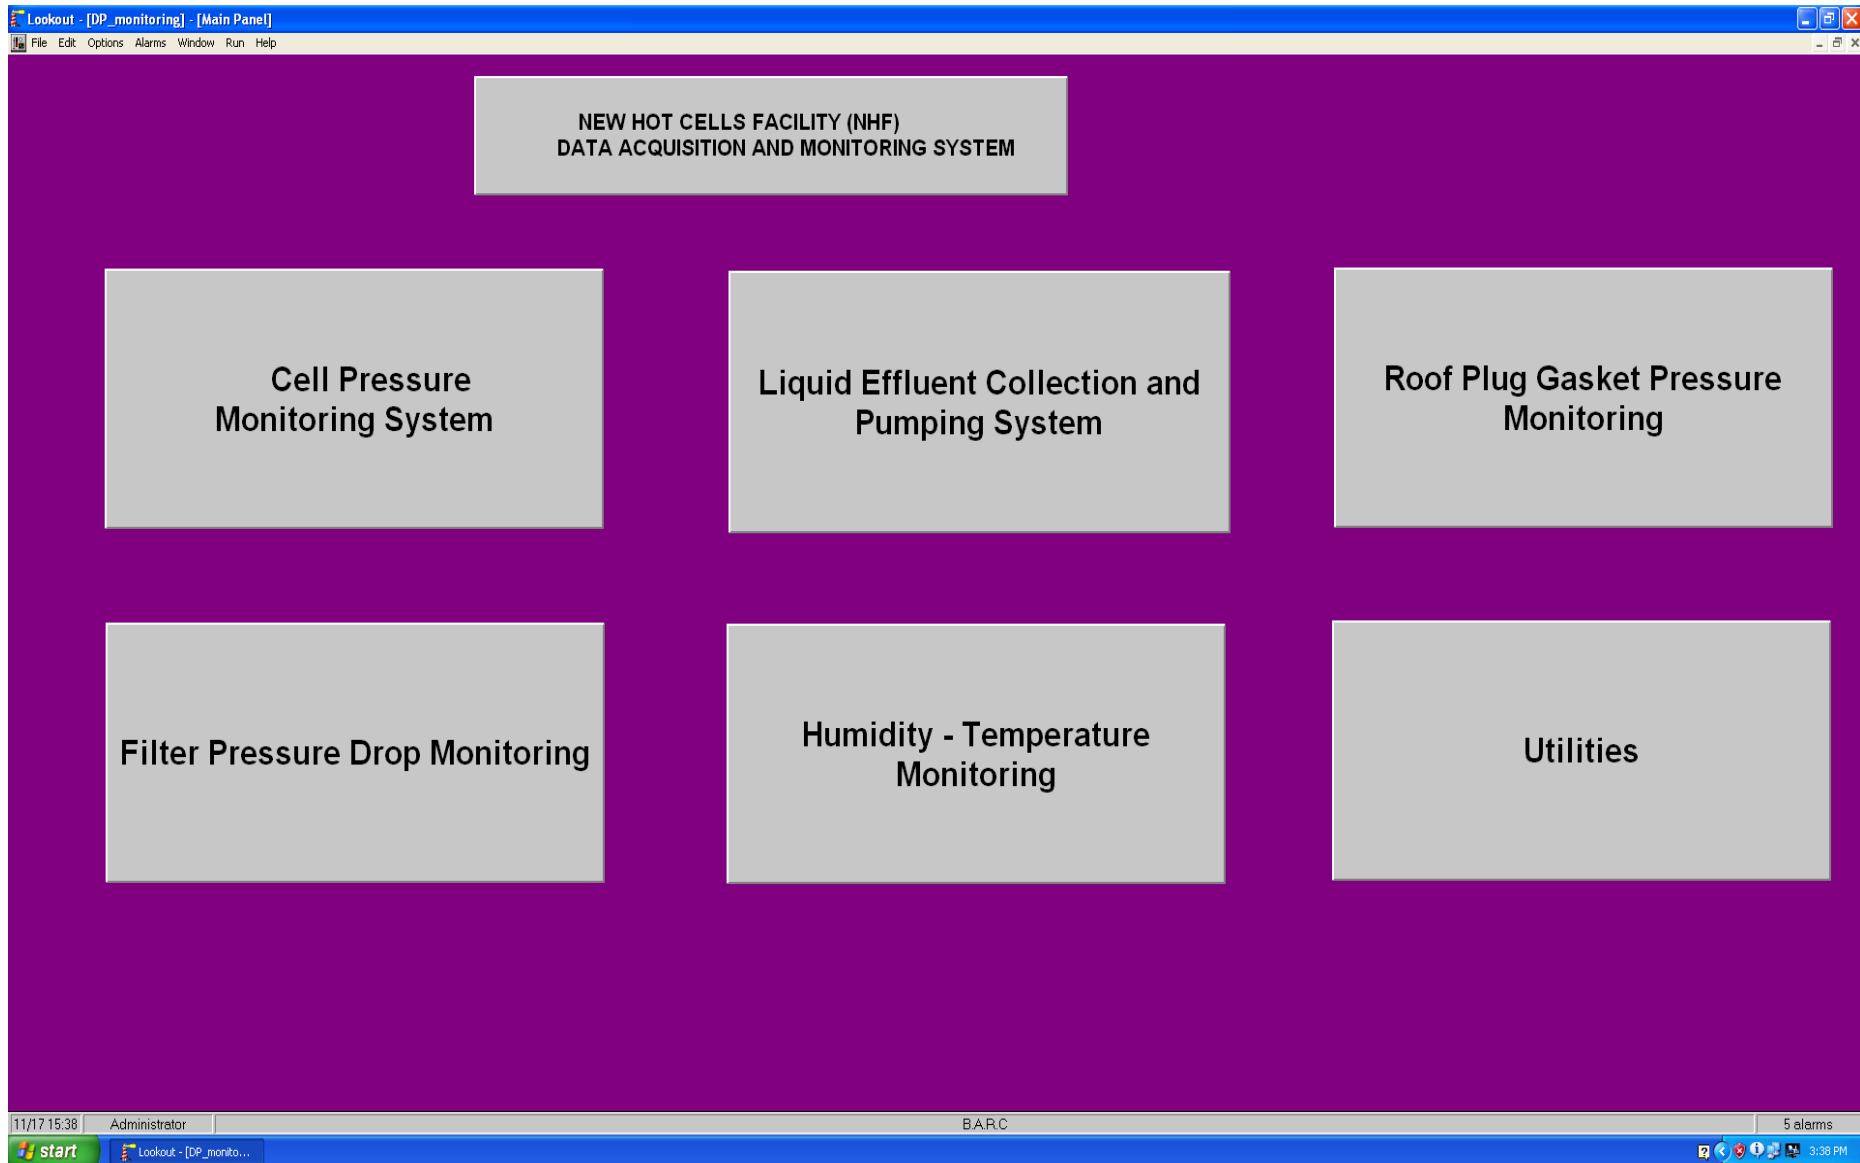 Lookout - [DP_monitoring] - [Main Panel]
File Edit Options Alarms Window Run Help
NEW HOT CELLS FACILITY (NHF)
DATA ACQUISITION AND MONITORING SYSTEM
Cell Pressure
Monitoring System
Liquid Effluent Collection and
Pumping System
Roof Plug Gasket Pressure
Monitoring
Filter Pressure Drop Monitoring
Humidity - Temperature
Monitoring
Utilities
11/17 15:38 Administrator B.A.R.C 5 alarms
start Lookout - [DP_monito... 3:38 PM